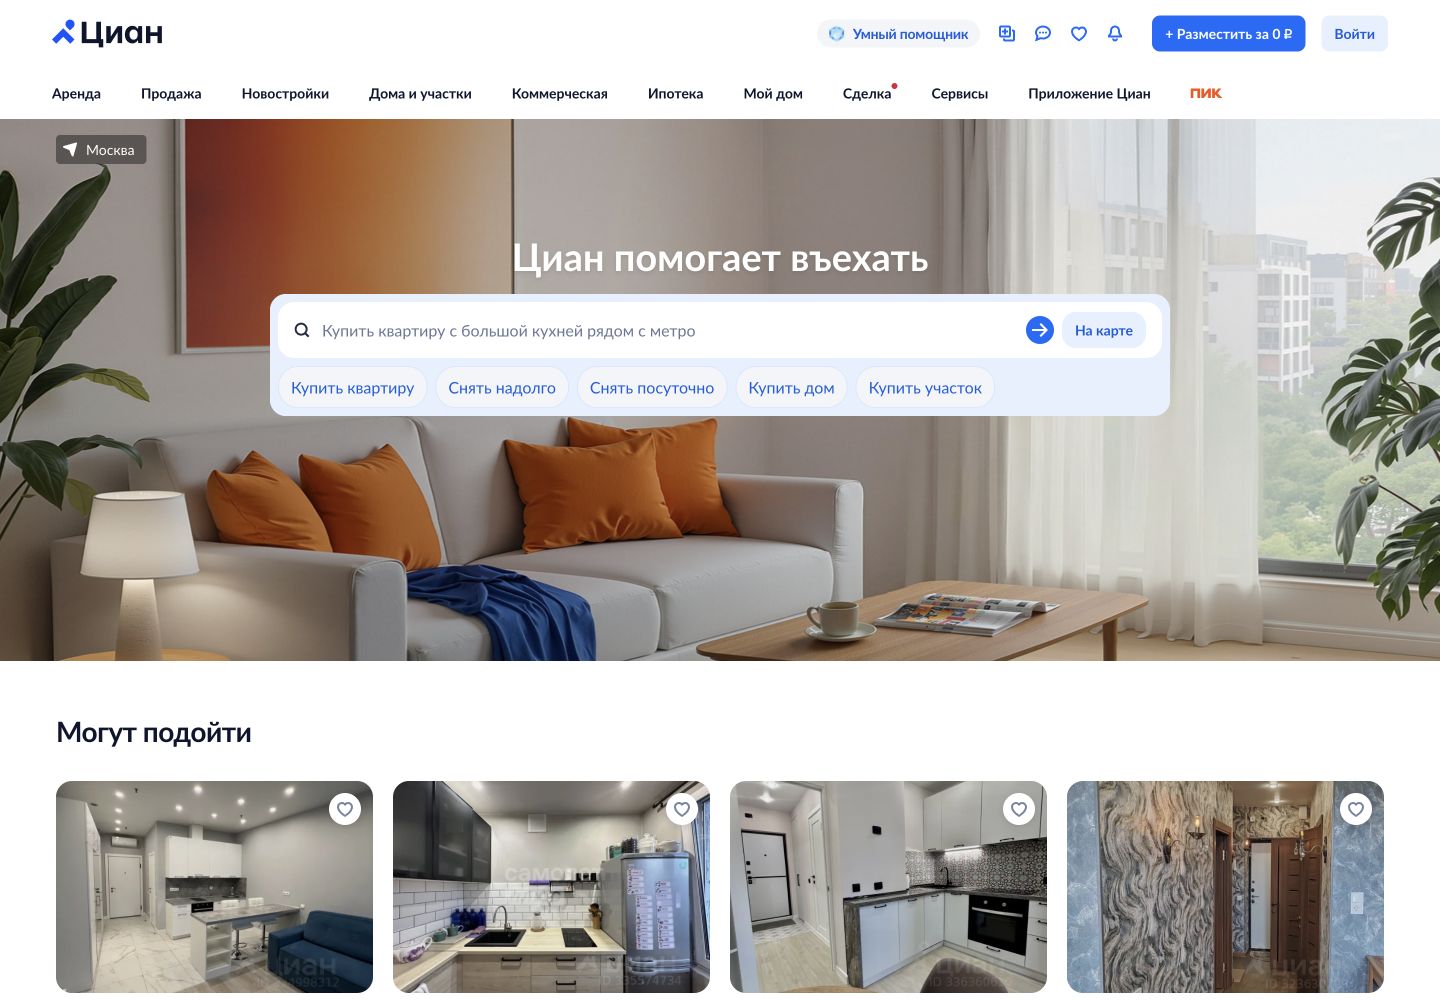 Циан
Умный помощник
+ Разместить за 0 ₽
Войти
Аренда
Продажа
Новостройки
Дома и участки
Коммерческая
Ипотека
Мой дом
Сделка
Сервисы
Приложение Циан
ПИК
Москва
Циан помогает въехать
Купить квартиру с большой кухней рядом с метро
На карте
Купить квартиру
Снять надолго
Снять посуточно
Купить дом
Купить участок
Могут подойти